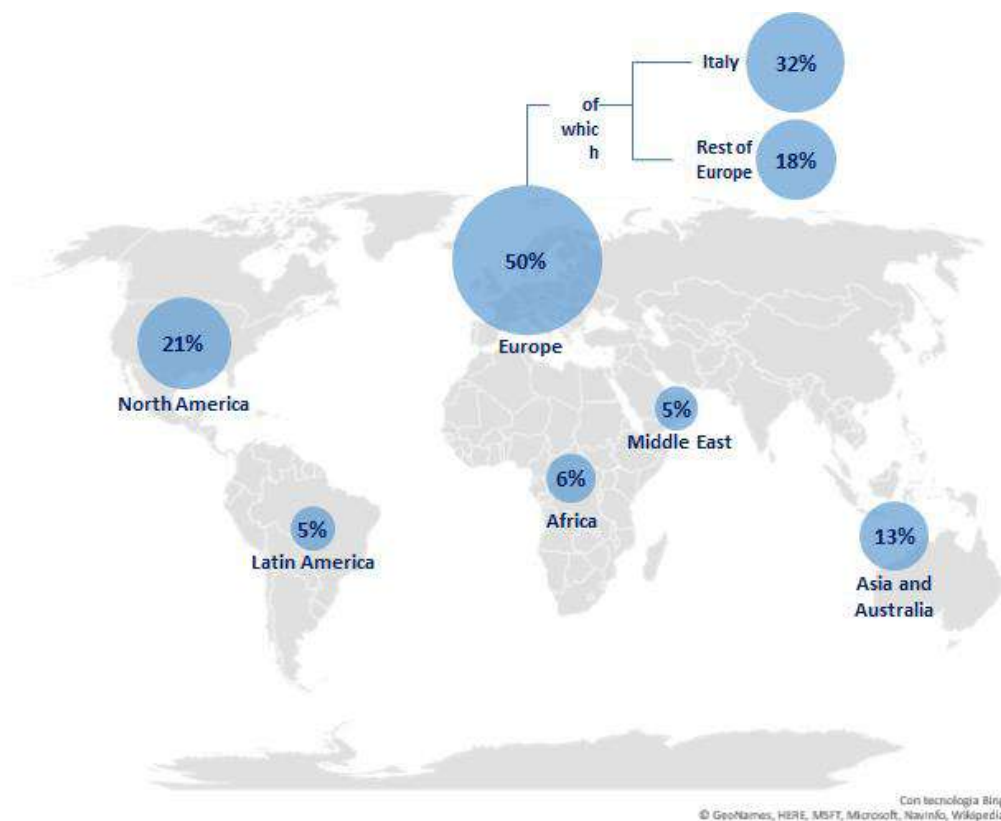 Italy
32%
of
whic
h
Rest of
Europe
18%
50%
Europe
21%
North America
5%
Middle East
6%
Africa
5%
Latin America
13%
Asia and
Australia
Con tecnologia Bing
© GeoNames, HERE, MSFT, Microsoft, NavInfo, Wikipedia